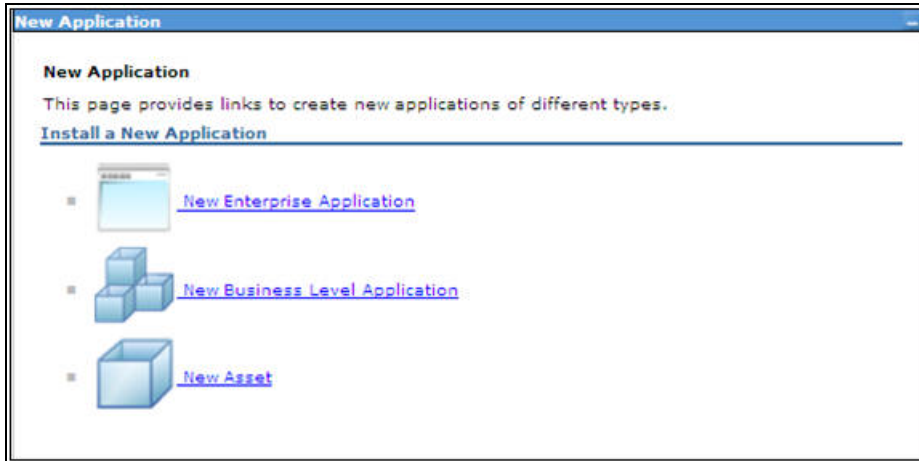 New Application
New Application
This page provides links to create new applications of different types.
Install a New Application
New Enterprise Application
New Business Level Application
New Asset